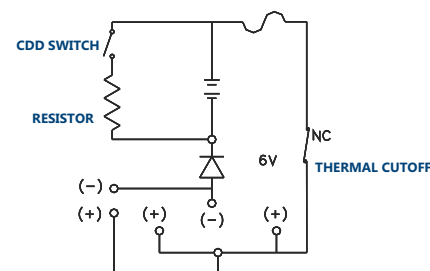 CDD SWITCH
RESISTOR
NC
6V
THERMAL CUTOFF
(-)
(+)
(+)
(-)
(+)